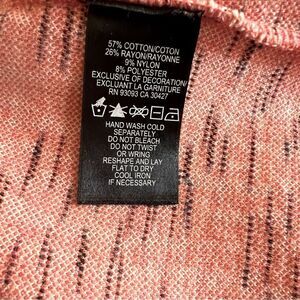 57% COTTON/COTON
26% RAYON/RAYONNE
9% NYLON
8% POLYESTER
EXCLUSIVE OF DECORATION/
EXCLUANT LA GARNITURE
RN 93093 CA 30427
HAND WASH COLD
SEPARATELY
DO NOT BLEACH
DO NOT TWIST
OR WRING
RESHAPE AND LAY
FLAT TO DRY
COOL IRON
IF NECESSARY